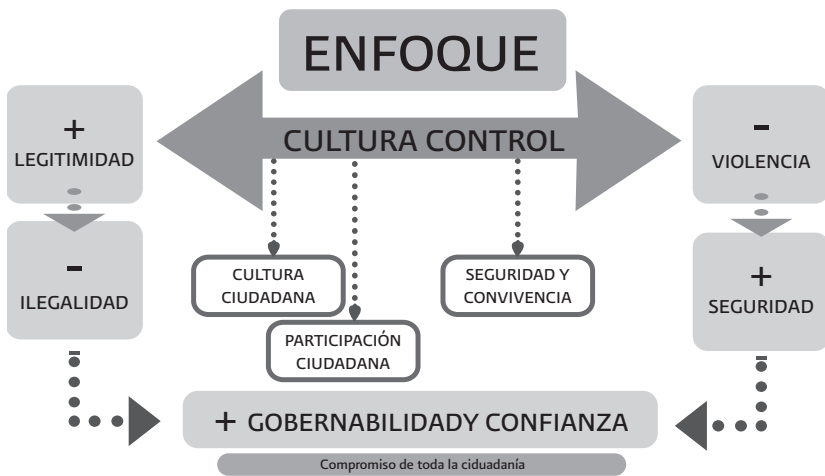 ENFOQUE
CULTURA CONTROL
+
LEGITIMIDAD
-
ILEGALIDAD
CULTURA
CIUDADANA
PARTICIPACIÓN
CIUDADANA
SEGURIDAD Y
CONVIVENCIA
-
VIOLENCIA
+
SEGURIDAD
+ GOBERNABILIDADY CONFIANZA
Compromiso de toda la ciduadanía